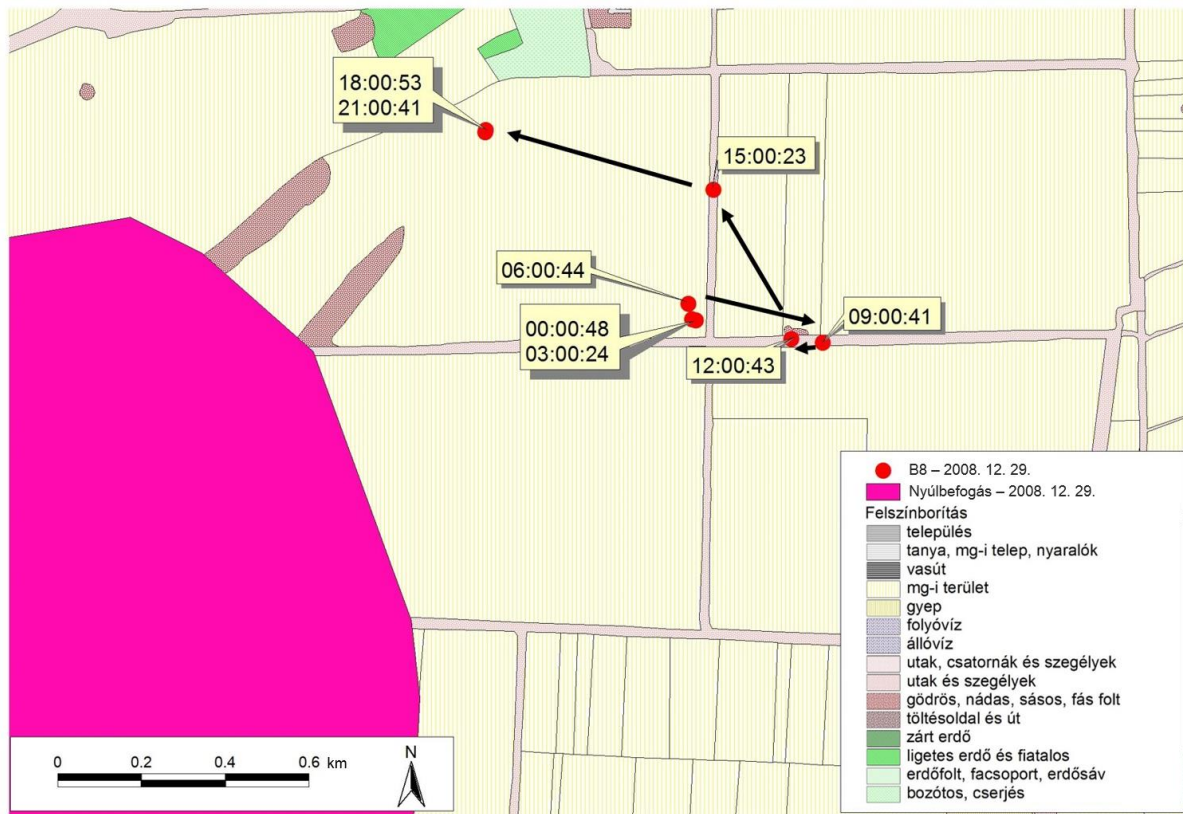 18:00:53
21:00:41
15:00:23
06:00:44
09:00:41
00:00:48
03:00:24
12:00:43
B8 – 2008. 12. 29.
Nyúlbefogás – 2008. 12. 29.
Felszínborítás
település
tanya, mg-i telep, nyaralók
vasút
mg-i terület
gyep
folyóvíz
állóvíz
utak, csatornák és szegélyek
utak és szegélyek
gödrös, nádas, sásos, fás folt
töltésoldal és út
zárt erdő
ligetes erdő és fiatalos
erdőfolt, facsoport, erdősáv
bozótos, cserjés
0 0.2 0.4 0.6 km
N